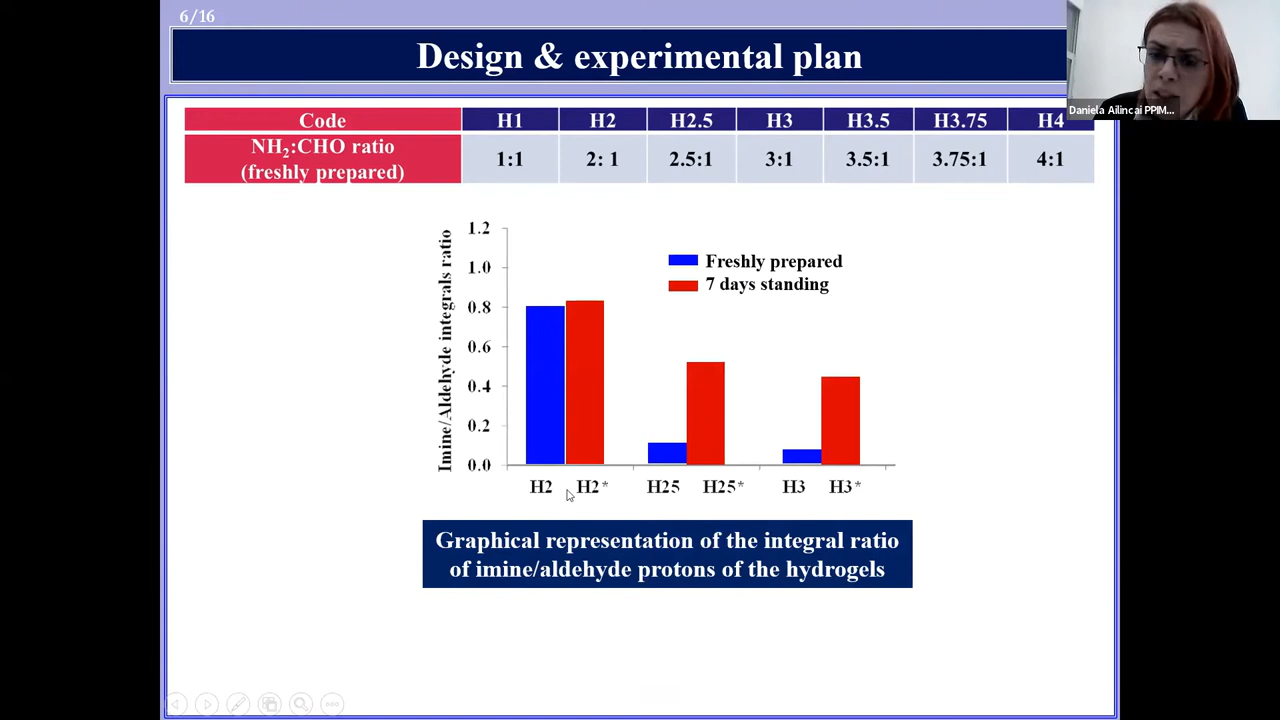 6/16
Design & experimental plan
Daniela Ailincai PPIM...
Code H1 H2 H2.5 H3 H3.5 H3.75 H4
NH₂:CHO ratio
(freshly prepared) 1:1 2: 1 2.5:1 3:1 3.5:1 3.75:1 4:1
Imine/Aldehyde integrals ratio
1.2
1.0
0.8
0.6
0.4
0.2
0.0
Freshly prepared
7 days standing
H2 H2* H25 H25* H3 H3*
Graphical representation of the integral ratio
of imine/aldehyde protons of the hydrogels